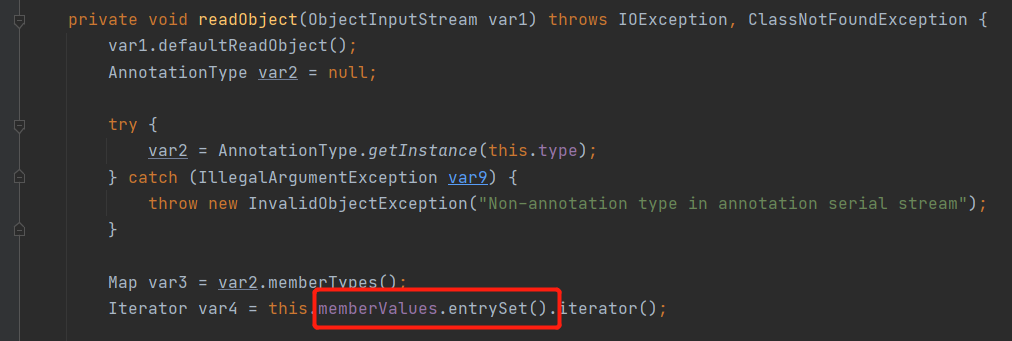 private void readObject(ObjectInputStream var1) throws IOException, ClassNotFoundException {
var1.defaultReadObject();
AnnotationType var2 = null;
try {
var2 = AnnotationType.getInstance(this.type);
} catch (IllegalArgumentException var9) {
throw new InvalidObjectException("Non-annotation type in annotation serial stream");
}
Map var3 = var2.memberTypes();
Iterator var4 = this.memberValues.entrySet().iterator();